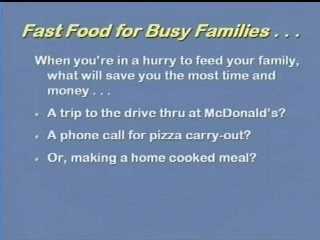 Fast Food for Busy Families . . .
When you're in a hurry to feed your family,
what will save you the most time and
money . . .
• A trip to the drive thru at McDonald's?
• A phone call for pizza carry-out?
• Or, making a home cooked meal?